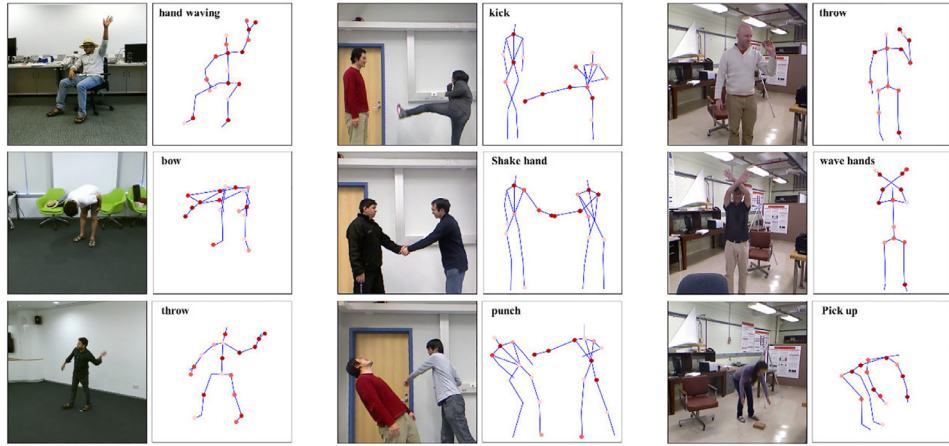 hand waving
kick
throw
bow
Shake hand
wave hands
throw
punch
Pick up